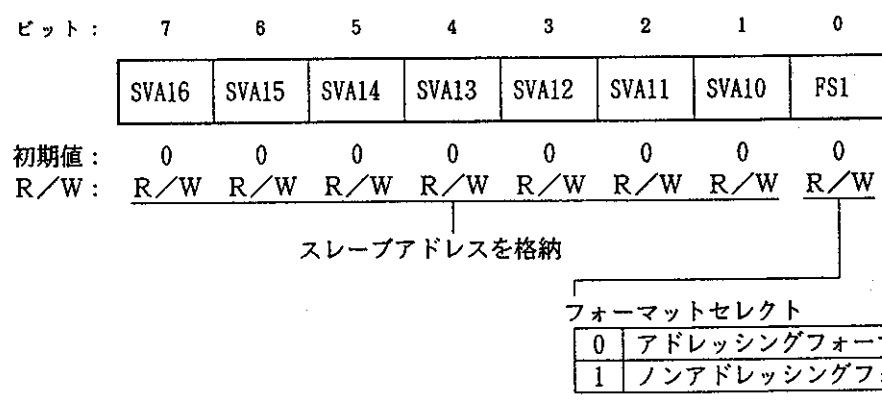 ビット： 7 6 5 4 3 2 1 0
SVA16 SVA15 SVA14 SVA13 SVA12 SVA11 SVA10 FS1
初期値： 0 0 0 0 0 0 0 0
R／W： R／W R／W R／W R／W R／W R／W R／W R／W
スレーブアドレスを格納
フォーマットセレクト
0 アドレッシングフォー
1 ノンアドレッシングフ